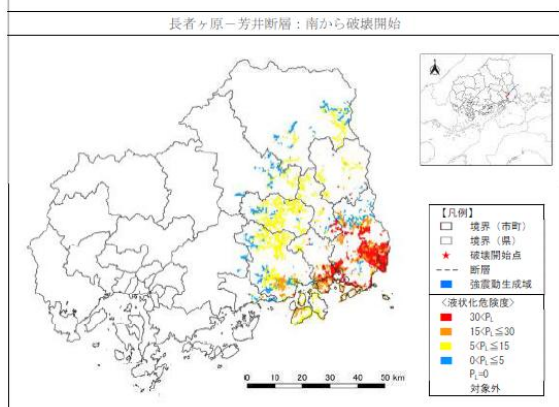 長者ヶ原－芳井断層：南から破壊開始
【凡例】
境界（市町）
境界（県）
破壊開始点
断層
強震動生成域
〈液状化危険度〉
30<PL
15<PL≦30
5<PL≦15
0<PL≦5
PL=0
対象外
0 10 20 30 40 50 km